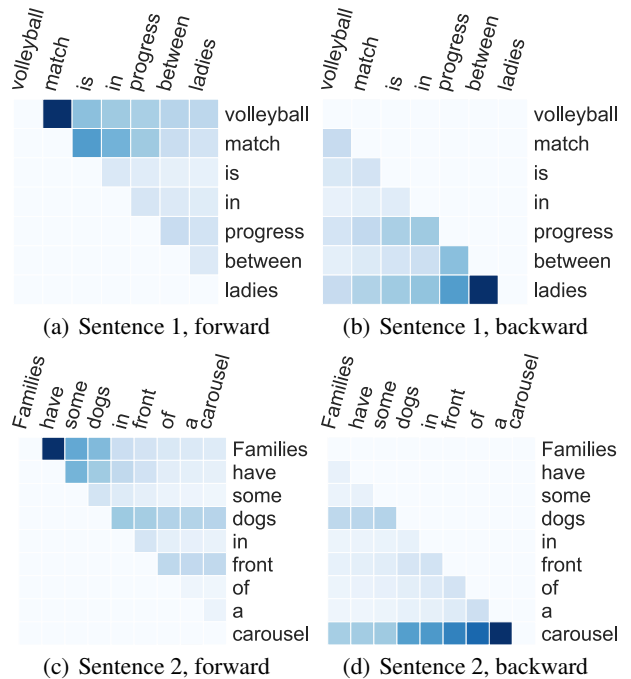 volleyball match is in progress between ladies
volleyball match is in progress between ladies
volleyball
match
is
in
progress
between
ladies
volleyball
match
is
in
progress
between
ladies
(a) Sentence 1, forward
(b) Sentence 1, backward
Families have some dogs in front of a carousel
Families have some dogs in front of a carousel
Families
have
some
dogs
in
front
of
a
carousel
Families
have
some
dogs
in
front
of
a
carousel
(c) Sentence 2, forward
(d) Sentence 2, backward